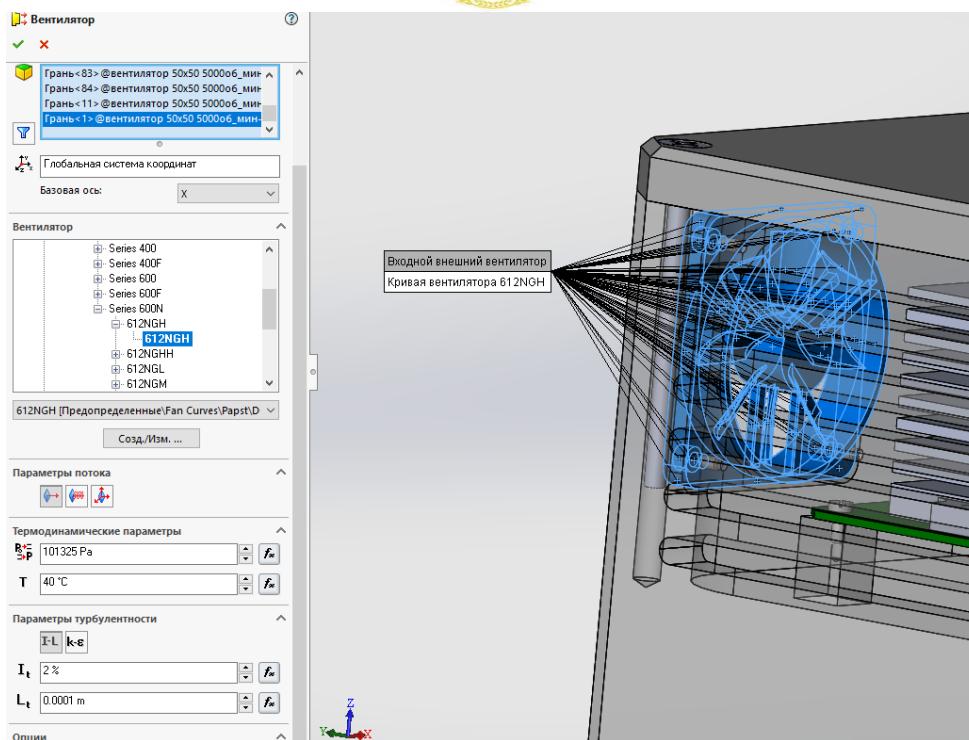 Вентилятор
Грань<83>@вентилятор 50x50 5000об_мин
Грань<84>@вентилятор 50x50 5000об_мин
Грань<11>@вентилятор 50x50 5000об_мин
Грань<1>@вентилятор 50x50 5000об_мин-
Глобальная система координат
Базовая ось:
X
Вентилятор
Series 400
Series 400F
Series 600
Series 600F
Series 600N
612NGH
612NGH
612NGHH
612NGL
612NGM
612NGH [Предопределенные\Fan Curves\Papst\D
Созд./Изм. ...
Параметры потока
Термодинамические параметры
101325 Pa
T
40 °C
Параметры турбулентности
I-L k-ε
It
2 %
Lt
0.0001 m
Опции
Входной внешний вентилятор
Кривая вентилятора 612NGH
Z
Y
X